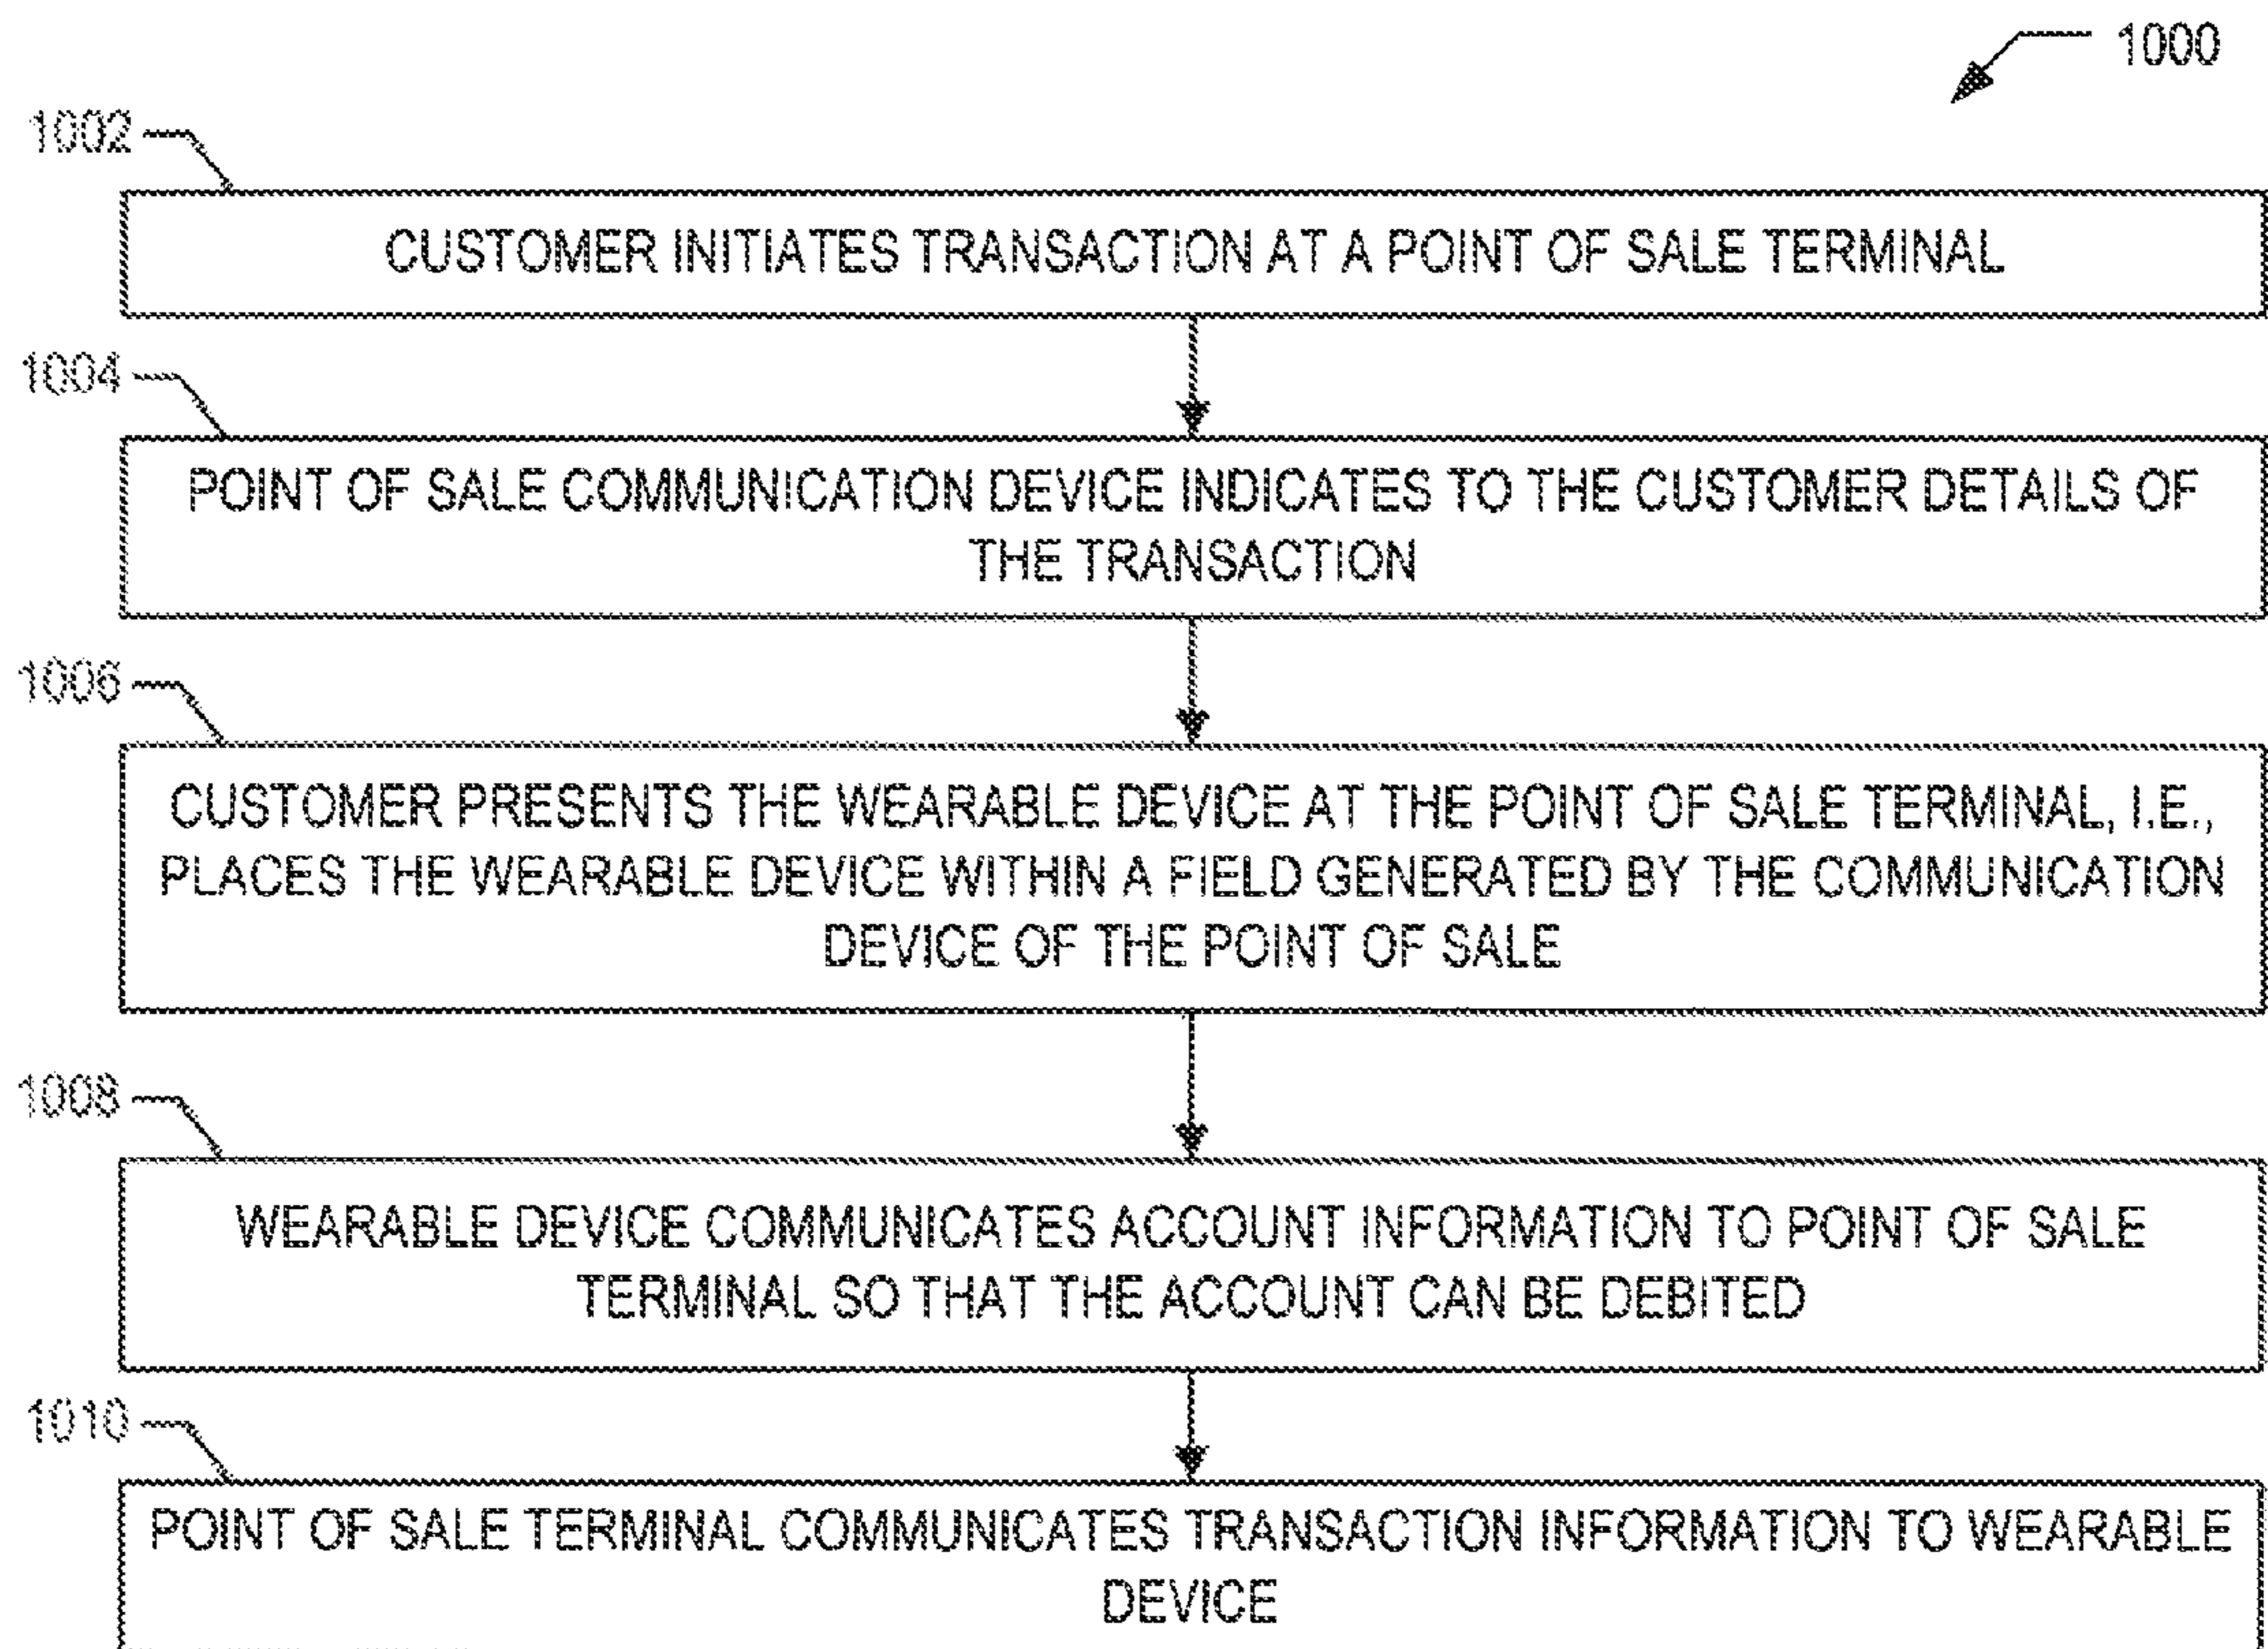 1000
1002
CUSTOMER INITIATES TRANSACTION AT A POINT OF SALE TERMINAL
1004
POINT OF SALE COMMUNICATION DEVICE INDICATES TO THE CUSTOMER DETAILS OF
THE TRANSACTION
1006
CUSTOMER PRESENTS THE WEARABLE DEVICE AT THE POINT OF SALE TERMINAL, I.E.,
PLACES THE WEARABLE DEVICE WITHIN A FIELD GENERATED BY THE COMMUNICATION
DEVICE OF THE POINT OF SALE
1008
WEARABLE DEVICE COMMUNICATES ACCOUNT INFORMATION TO POINT OF SALE
TERMINAL SO THAT THE ACCOUNT CAN BE DEBITED
1010
POINT OF SALE TERMINAL COMMUNICATES TRANSACTION INFORMATION TO WEARABLE
DEVICE